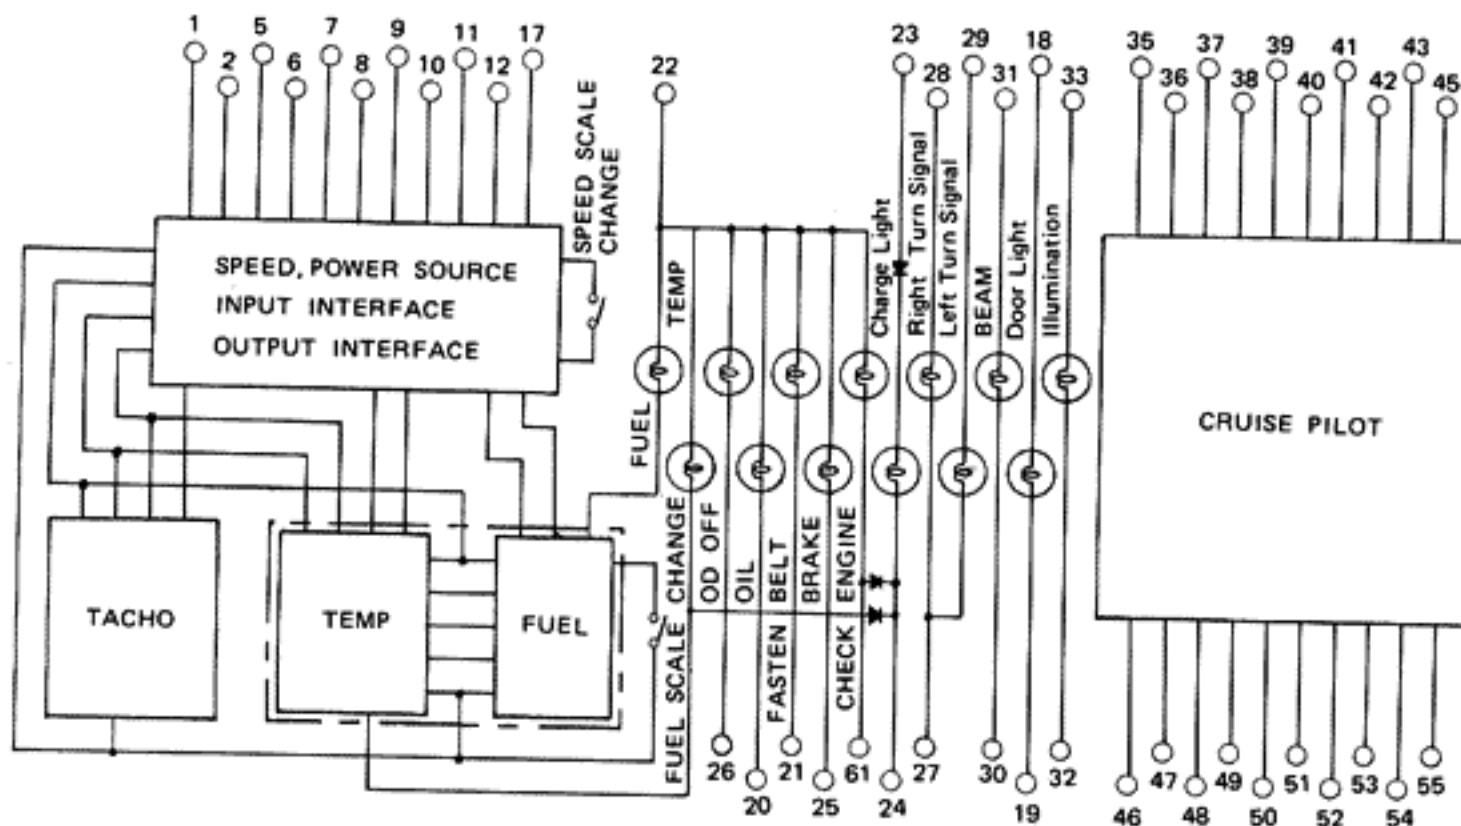 1 5 7 9 11 17
2 6 8 10 12
22
23 29 18
28 31 33
35 37 39 41 43
36 38 40 42 45
SPEED SCALE
CHANGE
SPEED, POWER SOURCE
INPUT INTERFACE
OUTPUT INTERFACE
TEMP
FUEL
Charge Light
Right Turn Signal
Left Turn Signal
BEAM
Door Light
Illumination
CRUISE PILOT
TACHO
TEMP
FUEL
FUEL SCALE CHANGE
OD OFF
OIL
FASTEN BELT
BRAKE
CHECK ENGINE
26 21 61 27 30 32
20 25 24 19
47 49 51 53 55
46 48 50 52 54